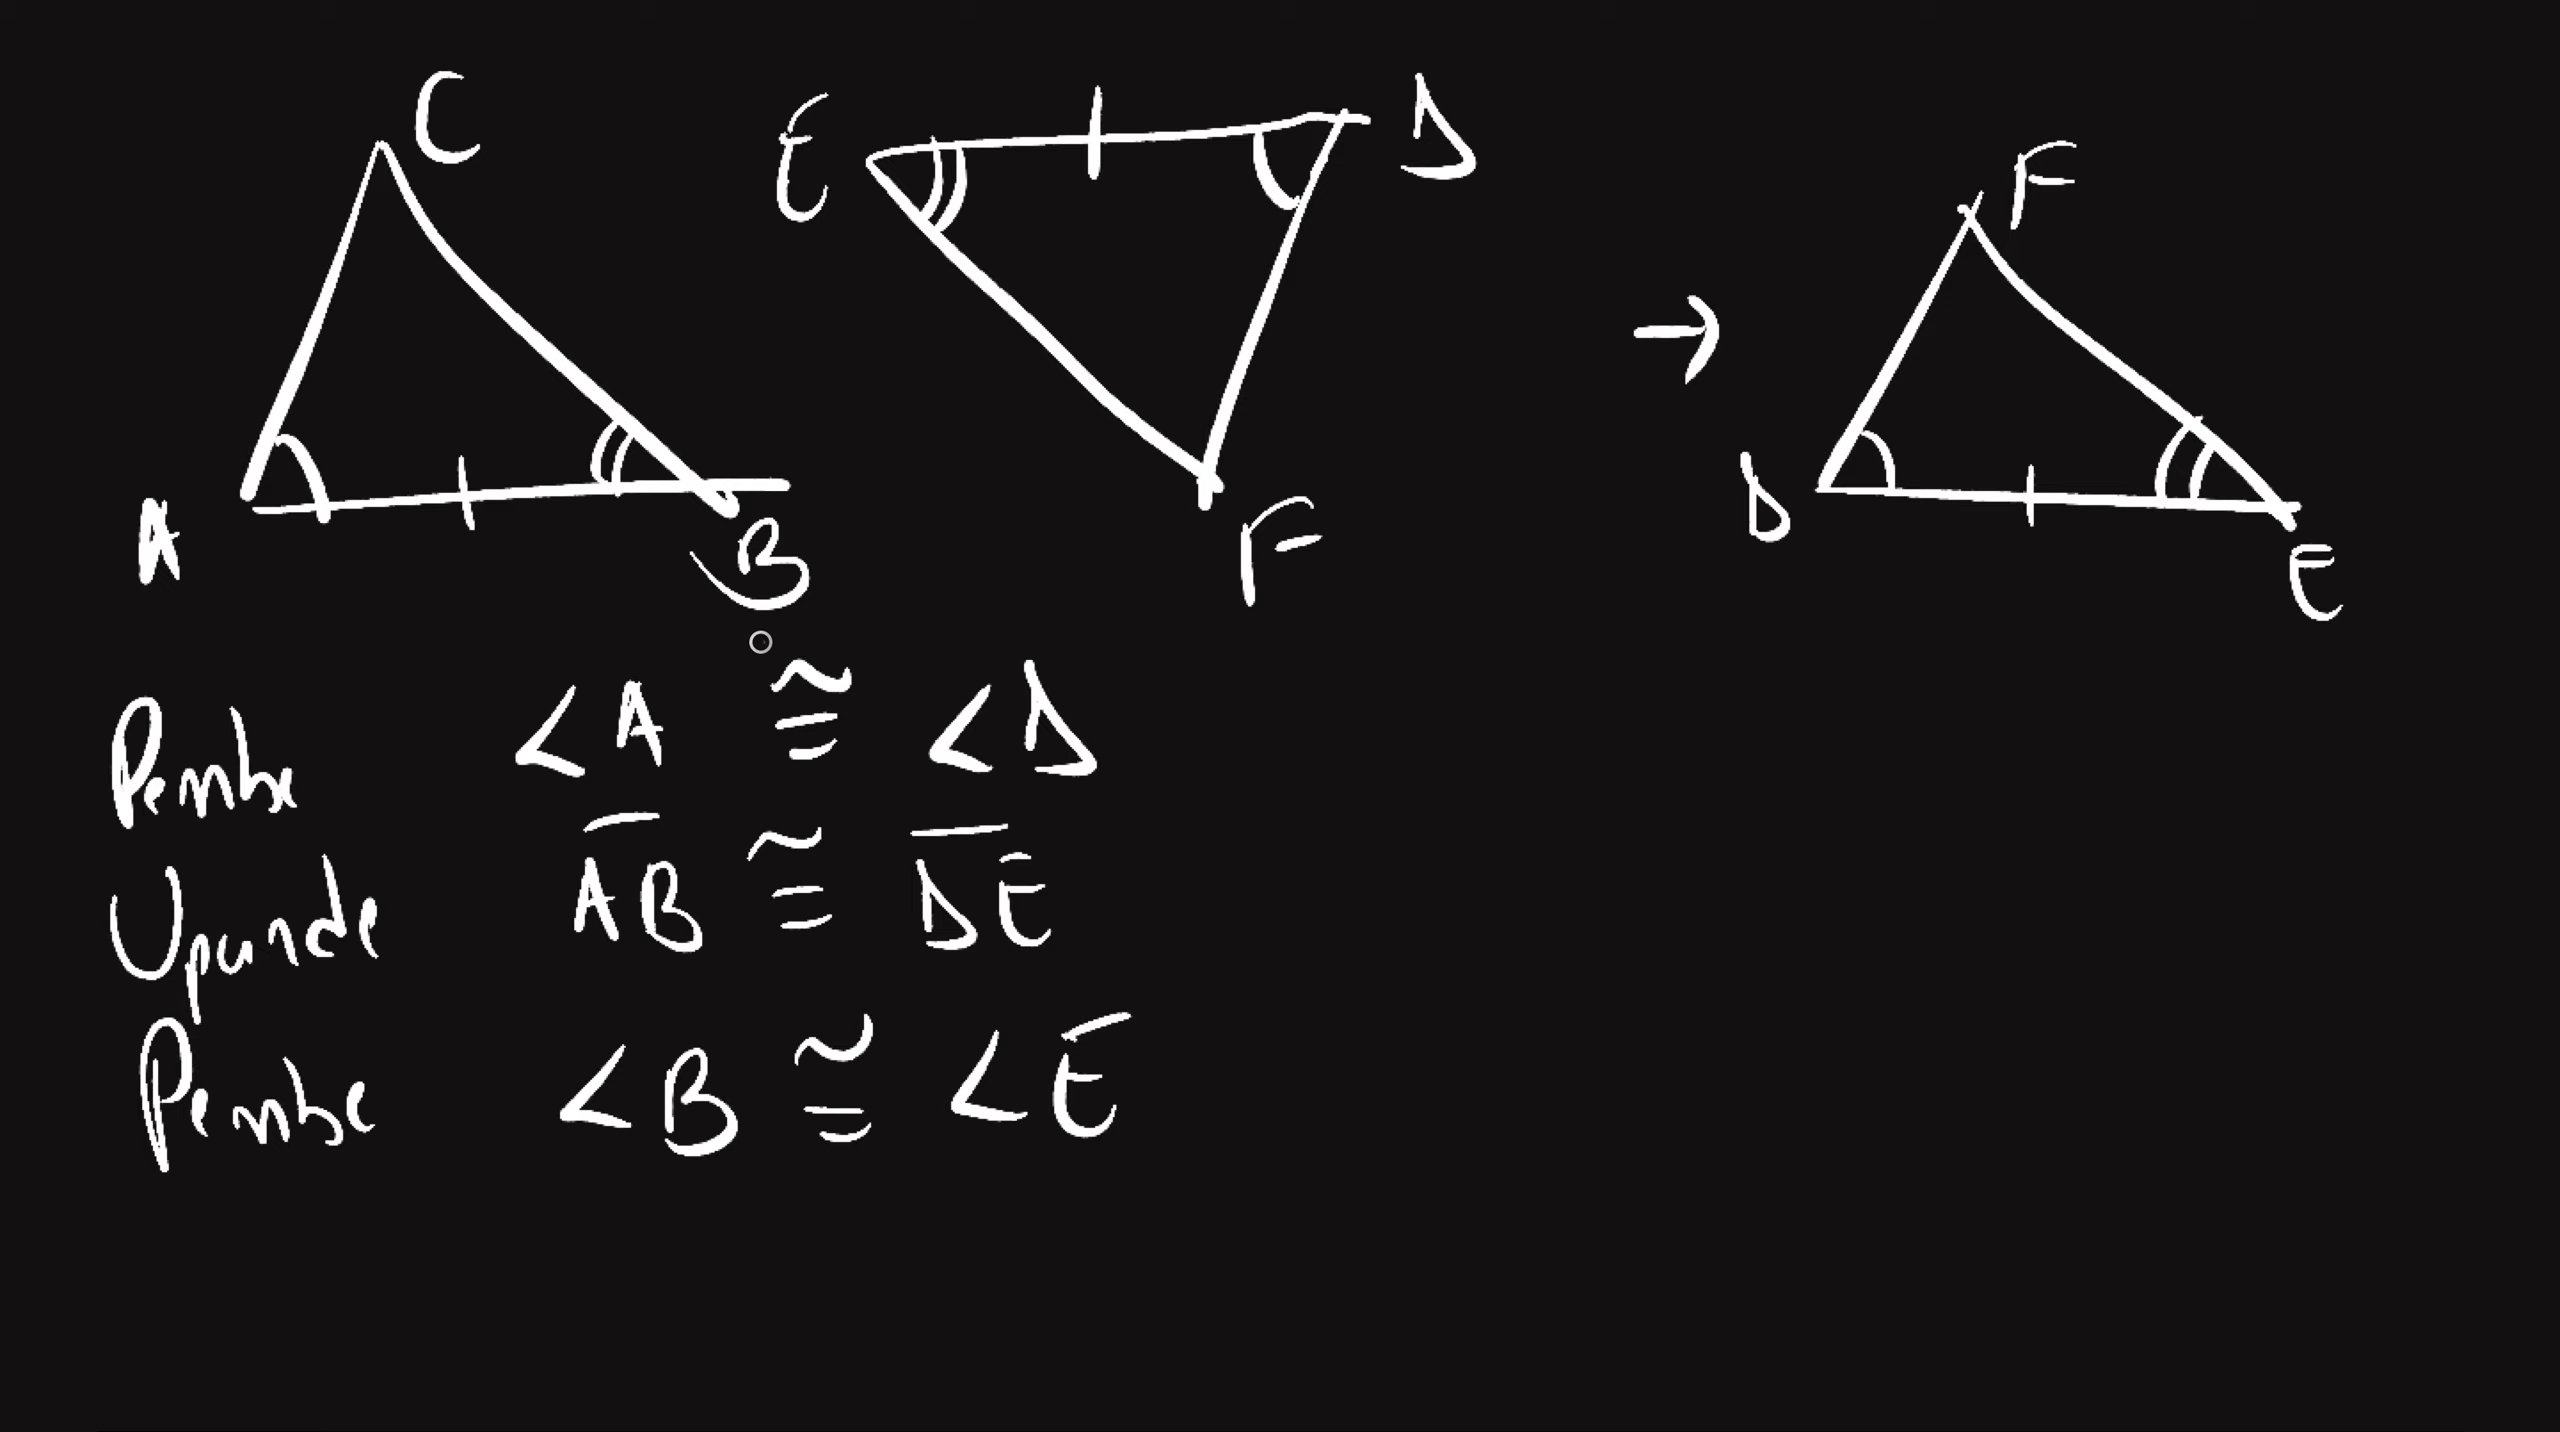 C
E
D
F
A
B
F
D
E
Pembe <A ≅ <D
Upande AB ≅ DE
Pembe <B ≅ <E